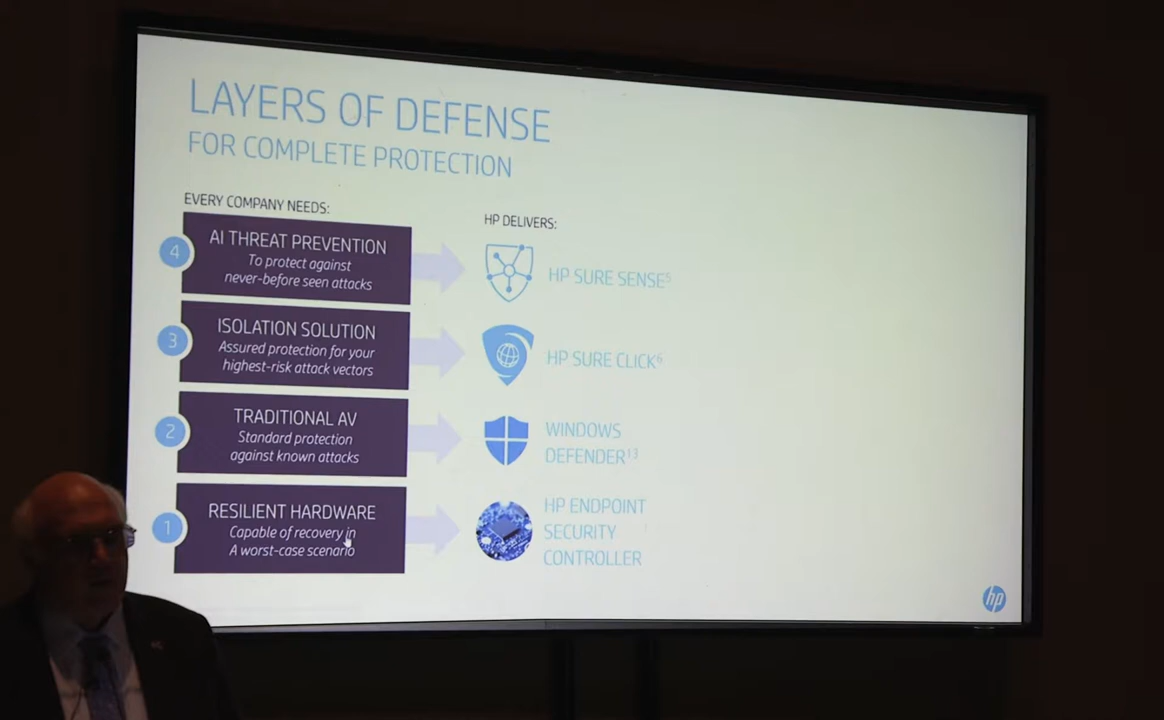 LAYERS OF DEFENSE
FOR COMPLETE PROTECTION
EVERY COMPANY NEEDS:
HP DELIVERS:
4
AI THREAT PREVENTION
To protect against
never-before seen attacks
HP SURE SENSE5
3
ISOLATION SOLUTION
Assured protection for your
highest-risk attack vectors
HP SURE CLICK6
2
TRADITIONAL AV
Standard protection
against known attacks
WINDOWS
DEFENDER13
1
RESILIENT HARDWARE
Capable of recovery in
A worst-case scenario
HP ENDPOINT
SECURITY
CONTROLLER
hp